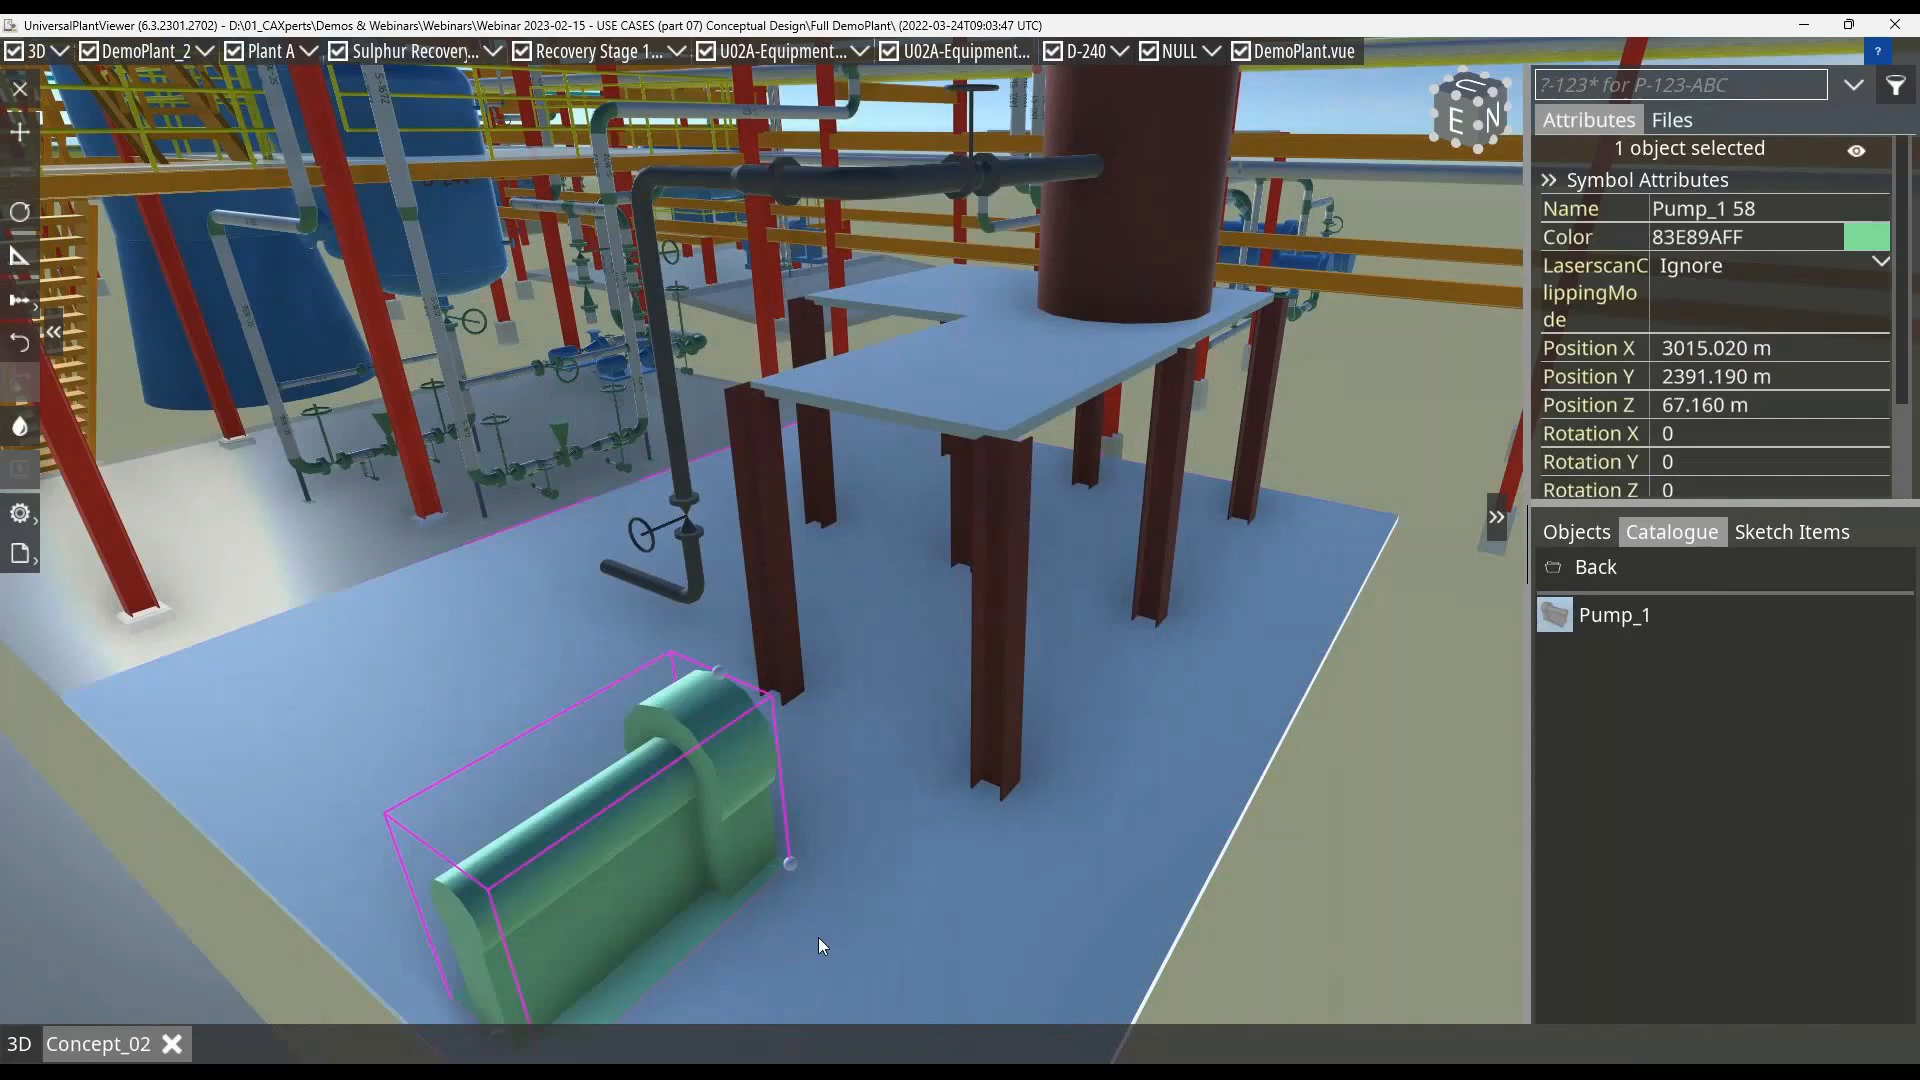 UniversalPlantViewer (6.3.2301.2702) - D:\01_CAXperts\Demos & Webinars\Webinars\Webinar 2023-02-15 - USE CASES (part 07) Conceptual Design\Full DemoPlant\ (2022-03-24T09:03:47 UTC)
3D DemoPlant_2 Plant A Sulphur Recovery... Recovery Stage 1... U02A-Equipment... U02A-Equipment... D-240 NULL DemoPlant.vue ?
?-123* for P-123-ABC
E N
Attributes Files
1 object selected
Symbol Attributes
Name Pump_1 58
Color 83E89AFF
LaserscanC Ignore
lippingMo
de
Position X 3015.020 m
Position Y 2391.190 m
Position Z 67.160 m
Rotation X 0
Rotation Y 0
Rotation Z 0
Objects Catalogue Sketch Items
Back
Pump_1
3D Concept_02